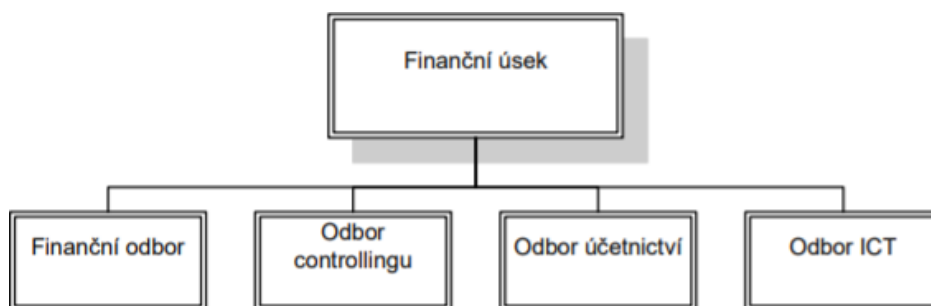 Finanční úsek
Finanční odbor
Odbor
controllingu
Odbor účetnictví
Odbor ICT